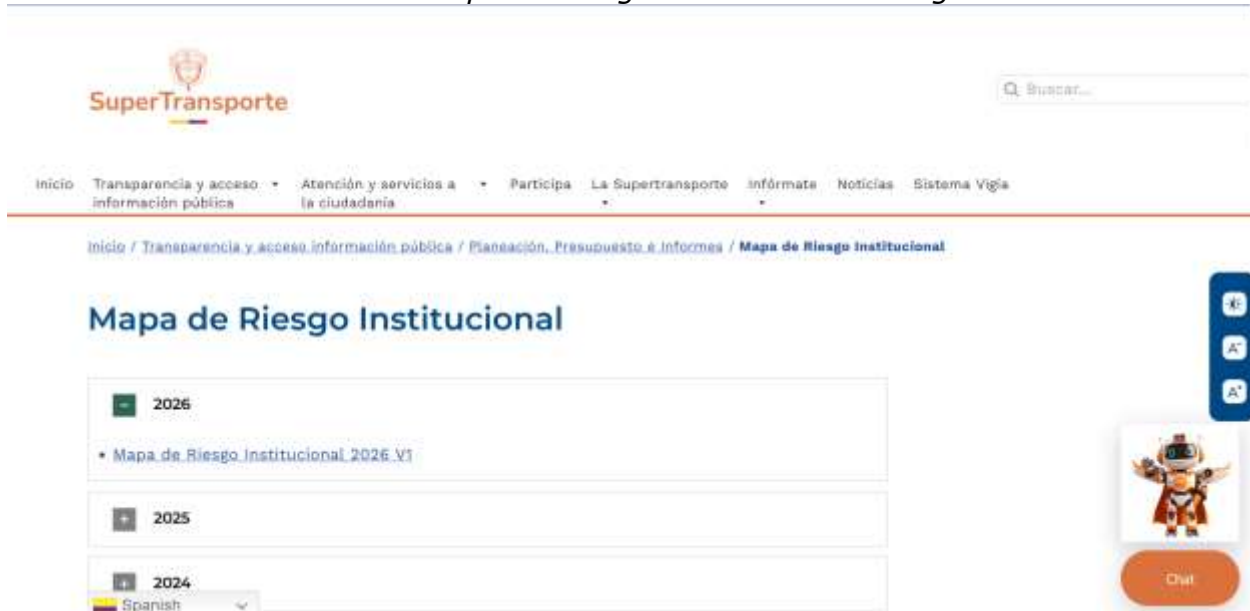 SuperTransporte
Buscar...
Inicio Transparencia y acceso información pública Atención y servicios a la ciudadanía Participa La Supertransporte Infórmate Noticias Sistema Vigía
Inicio / Transparencia y acceso información pública / Planeación, Presupuesto e Informes / Mapa de Riesgo Institucional
Mapa de Riesgo Institucional
2026
• Mapa de Riesgo Institucional 2026 V1
2025
2024
Spanish
A-
A+
Chat